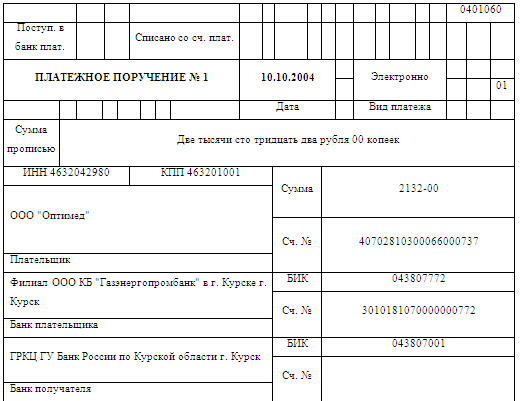 0401060
Поступ. в
банк плат.
Списано со сч. плат.
ПЛАТЕЖНОЕ ПОРУЧЕНИЕ № 1
10.10.2004
Электронно
01
Дата
Вид платежа
Сумма
прописью
Две тысячи сто тридцать два рубля 00 копеек
ИНН 4632042980
КПП 463201001
Сумма
2132-00
ООО "Оптимед"
Сч. №
40702810300066000737
Плательщик
Филиал ООО КБ "Газэнергопромбанк" в г. Курске г.
Курск
БИК
043807772
Сч. №
3010181070000000772
Банк плательщика
ГРКЦ ГУ Банк России по Курской области г. Курск
БИК
043807001
Сч. №
Банк получателя